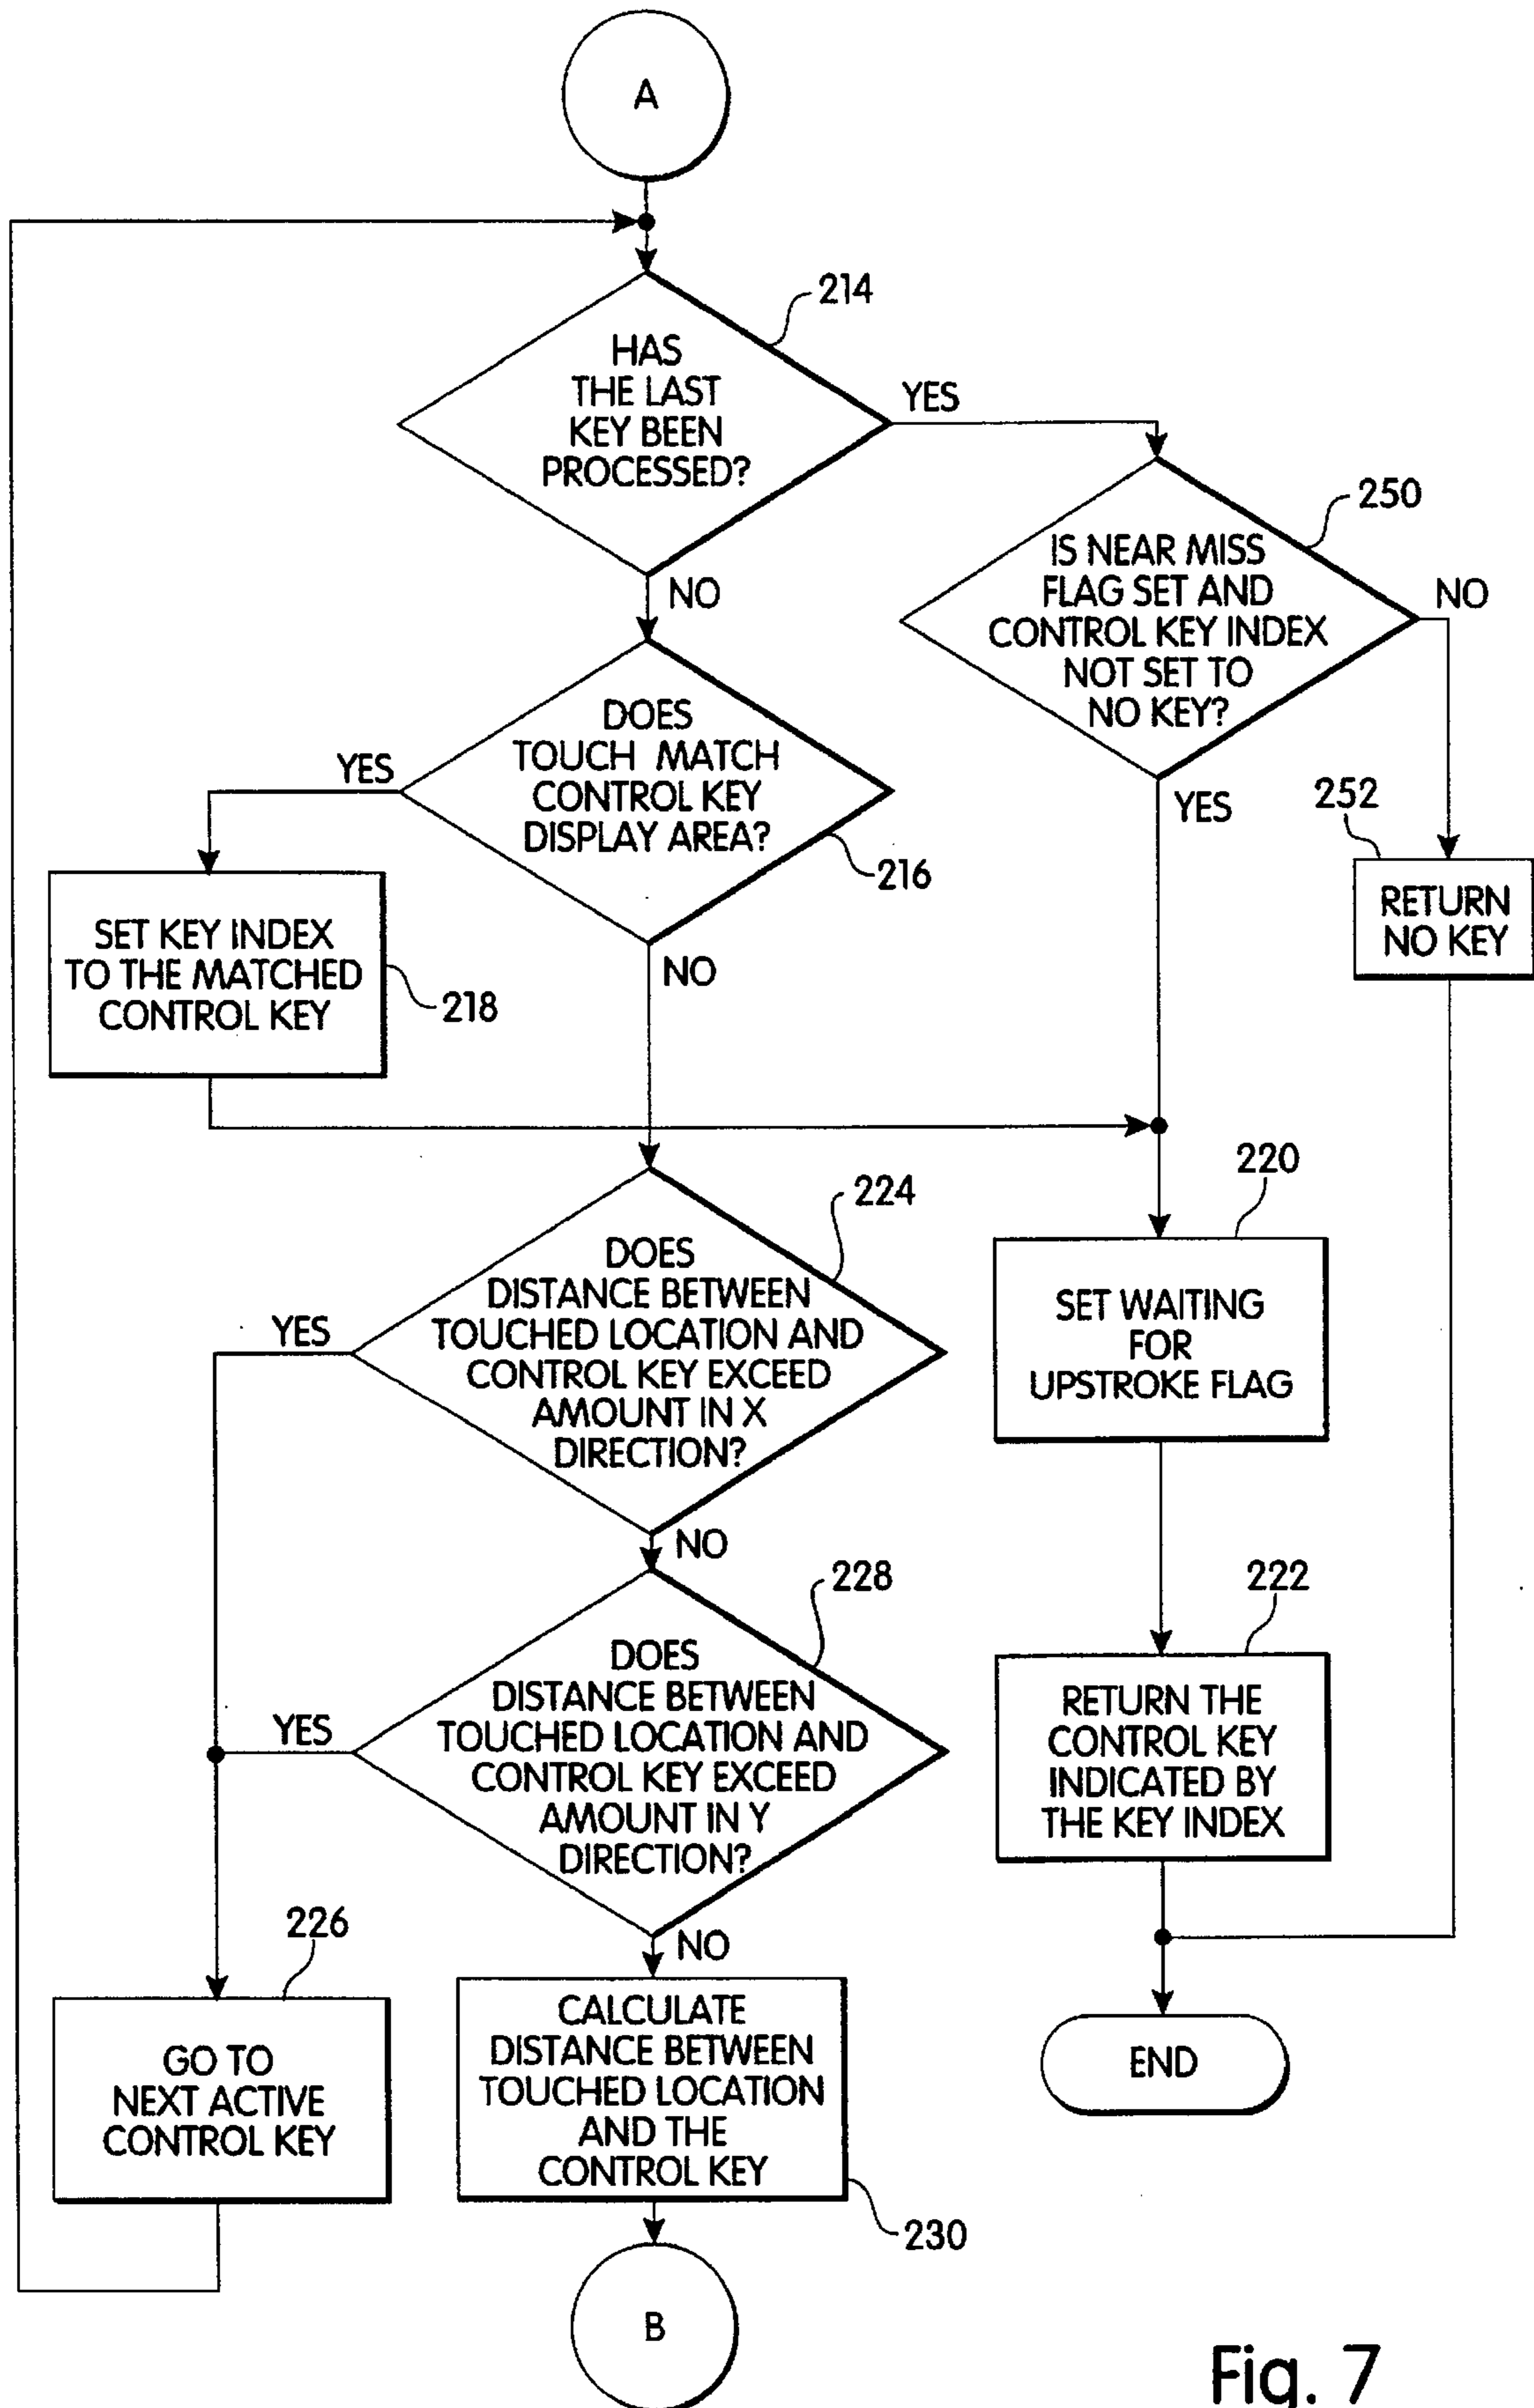 A
214
HAS
THE LAST
KEY BEEN
PROCESSED?
YES
NO
250
IS NEAR MISS
FLAG SET AND
CONTROL KEY INDEX
NOT SET TO
NO KEY?
NO
YES
252
RETURN
NO KEY
DOES
TOUCH MATCH
CONTROL KEY
DISPLAY AREA?
YES
216
NO
SET KEY INDEX
TO THE MATCHED
CONTROL KEY
218
224
DOES
DISTANCE BETWEEN
TOUCHED LOCATION AND
CONTROL KEY EXCEED
AMOUNT IN X
DIRECTION?
YES
NO
220
SET WAITING
FOR
UPSTROKE FLAG
228
DOES
DISTANCE BETWEEN
TOUCHED LOCATION AND
CONTROL KEY EXCEED
AMOUNT IN Y
DIRECTION?
YES
NO
222
RETURN THE
CONTROL KEY
INDICATED BY
THE KEY INDEX
226
GO TO
NEXT ACTIVE
CONTROL KEY
CALCULATE
DISTANCE BETWEEN
TOUCHED LOCATION
AND THE
CONTROL KEY
230
END
B
Fig. 7